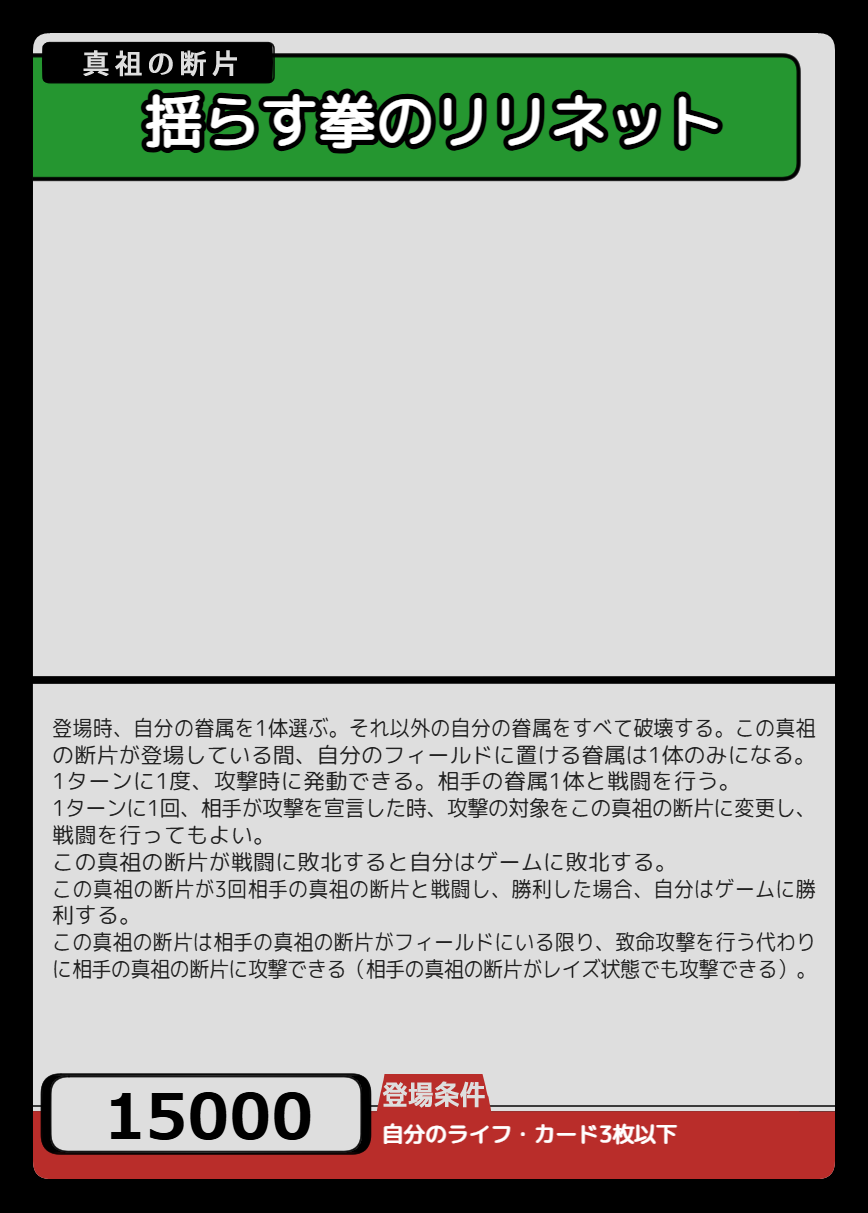 真祖の断片
揺らす拳のリリネット
登場時、自分の眷属を1体選ぶ。それ以外の自分の眷属をすべて破壊する。この真祖
の断片が登場している間、自分のフィールドに置ける眷属は1体のみになる。
1ターンに1度、攻撃時に発動できる。相手の眷属1体と戦闘を行う。
1ターンに1回、相手が攻撃を宣言した時、攻撃の対象をこの真祖の断片に変更し、
戦闘を行ってもよい。
この真祖の断片が戦闘に敗北すると自分はゲームに敗北する。
この真祖の断片が3回相手の真祖の断片と戦闘し、勝利した場合、自分はゲームに勝
利する。
この真祖の断片は相手の真祖の断片がフィールドにいる限り、致命攻撃を行う代わり
に相手の真祖の断片に攻撃できる（相手の真祖の断片がレイズ状態でも攻撃できる）。
15000
登場条件
自分のライフ・カード3枚以下